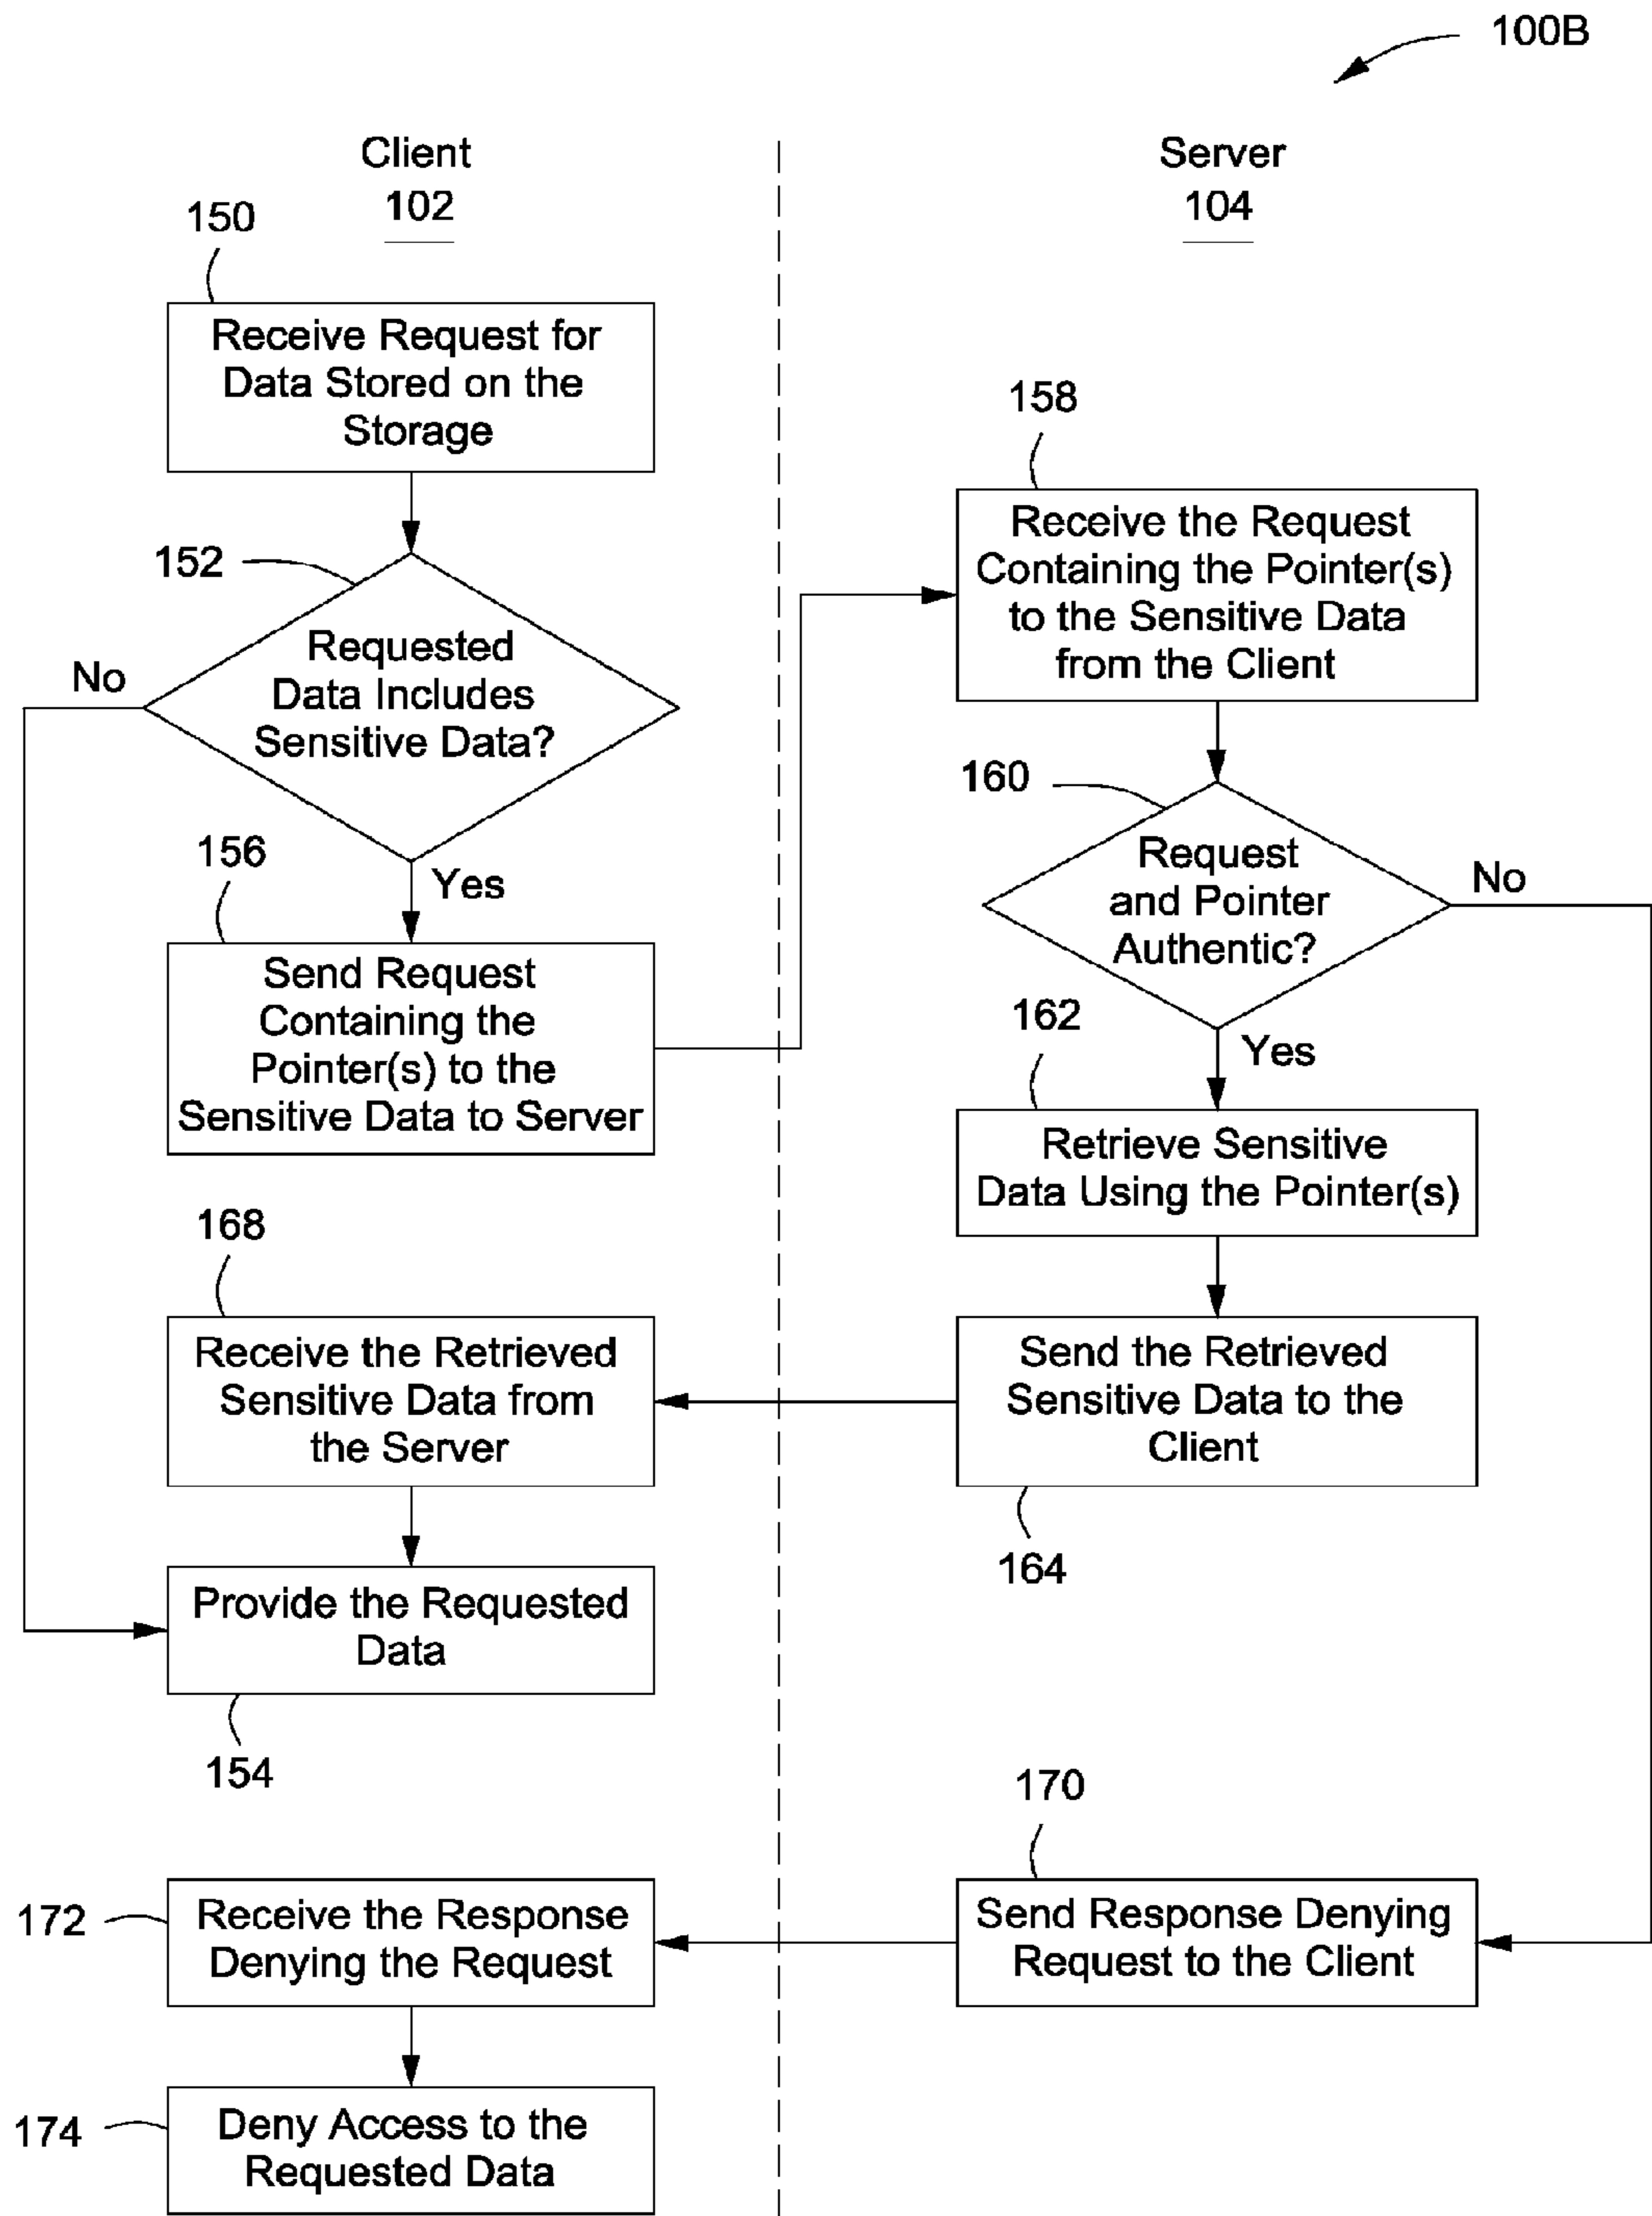 100B
Client
102
Server
104
150
Receive Request for
Data Stored on the
Storage
152
Requested
Data Includes
Sensitive Data?
No
Yes
156
Send Request
Containing the
Pointer(s) to the
Sensitive Data to Server
158
Receive the Request
Containing the Pointer(s)
to the Sensitive Data
from the Client
160
Request
and Pointer
Authentic?
No
Yes
162
Retrieve Sensitive
Data Using the Pointer(s)
Send the Retrieved
Sensitive Data to the
Client
164
168
Receive the Retrieved
Sensitive Data from
the Server
Provide the Requested
Data
154
170
Send Response Denying
Request to the Client
172
Receive the Response
Denying the Request
174
Deny Access to the
Requested Data